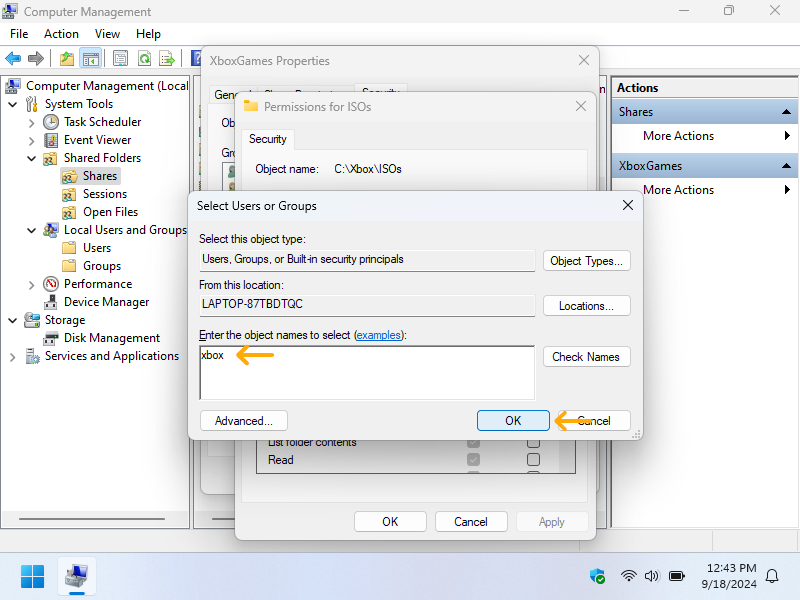 Computer Management
File Action View Help
XboxGames Properties
Computer Management (Local
System Tools
Task Scheduler
Event Viewer
Shared Folders
Shares
Sessions
Open Files
Local Users and Groups
Users
Groups
Performance
Device Manager
Storage
Disk Management
Services and Applications
Permissions for ISOs
Security
Object name: C:\Xbox\ISOs
Select Users or Groups
Select this object type:
Users, Groups, or Built-in security principals
Object Types...
From this location:
LAPTOP-87TBDTQC
Locations...
Enter the object names to select (examples):
xbox
Check Names
Advanced...
OK
Cancel
List folder contents
Read
OK
Cancel
Apply
Actions
Shares
More Actions
XboxGames
More Actions
12:43 PM
9/18/2024